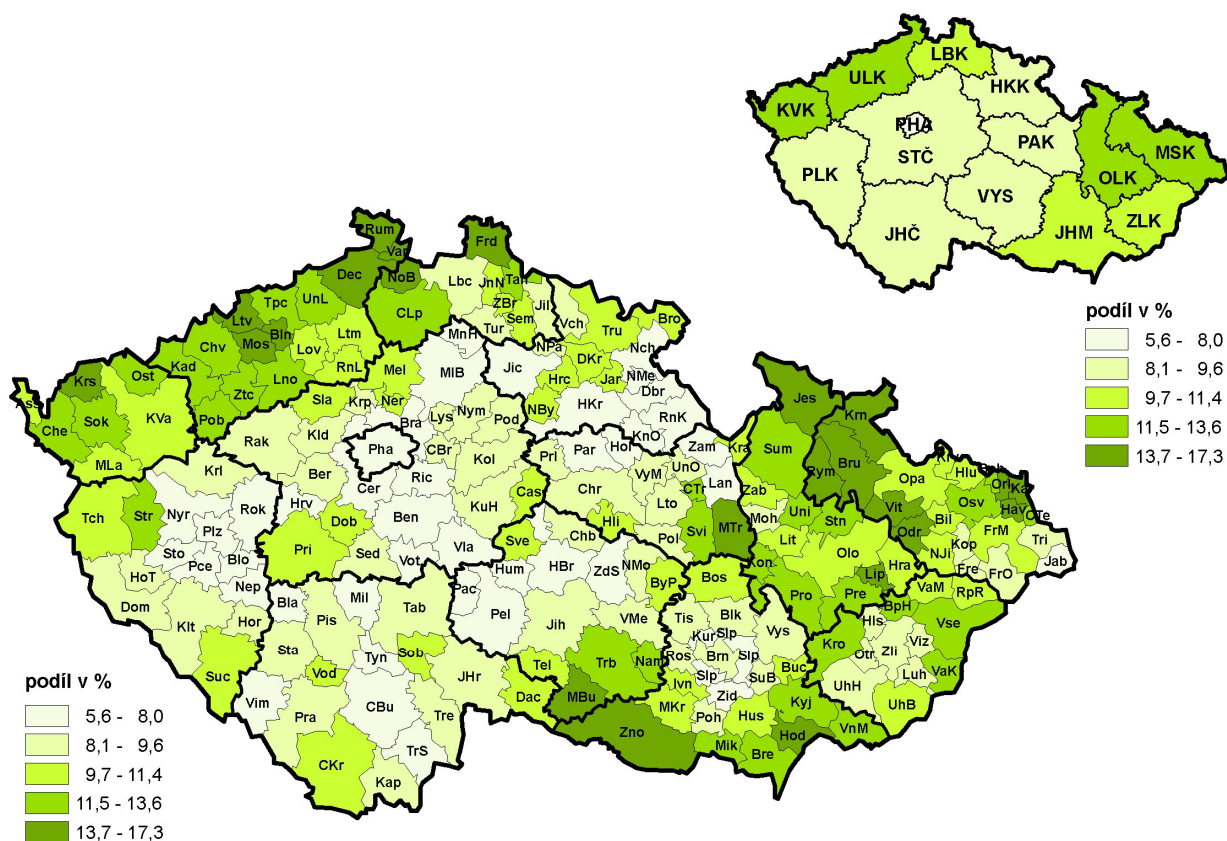 LBK
ULK
HKK
KVK
PHA
PAK
STČ
MSK
PLK
OLK
VYS
ZLK
JHČ
JHM
podíl v %
5,6 - 8,0
8,1 - 9,6
9,7 - 11,4
11,5 - 13,6
13,7 - 17,3
Rum
Var
Frd
Dec
NoB
Lbc
JnN
Tan
Tpc
UnL
ZBr
Jil
Ltv
CLp
Sem
Vch
Bro
Tru
Bln
Mos
Ltm
Tur
Chv
Lov
MnH
NPa
Nch
Kad
RnL
Mel
MlB
Jic
DKr
Krs
Ost
Lno
Hrc
Jar
NMe
Ztc
Sla
Krp
Ner
Dbr
Jes
Sok
KVa
Pob
Lys
Nym
Pod
NBy
HKr
RnK
Krn
Che
Bra
Rak
Kld
Pha
CBr
KnO
Sum
MLa
Krl
Ber
Kol
Prl
Par
Hol
Zam
Kra
Rym
Bru
Opa
Hlu
Orl
Ric
Cer
UnO
VyM
Lan
Zab
Tch
Str
Rok
Hrv
Cas
Chr
CTr
Vit
Osv
Hav
CTe
Nyr
Plz
Ben
KuH
Lto
Moh
Uni
Stn
Bil
Dob
Hli
Svi
MTr
Odr
FrM
Tri
Pri
Sed
Vla
Sve
Chb
Pol
Lit
Kop
Sto
Pce
Blo
Vot
Olo
NJi
Fre
FrO
Jab
Hum
HBr
ZdS
NMo
Kon
Hra
HoT
Nep
Bla
Mil
Pac
ByP
Bos
Lip
VaM
RpR
Dom
Pel
Pro
Pre
BpH
Klt
Hor
Pis
Tab
Jih
VMe
Tis
Blk
Hls
Vse
Kur
Slp
Vys
Sta
Sob
Kro
Viz
Tyn
Ros
Brn
Slp
Otr
Zli
Suc
Vod
JHr
Tel
Trb
Nam
Buc
VaK
Ivn
Slp
SuB
Luh
Vim
CBu
Dac
MBu
Zid
Kyj
UhH
Pra
Tre
MKr
Poh
Hus
UhB
Zno
Hod
VnM
TrS
Mik
Bre
CKr
Kap
podíl v %
5,6 - 8,0
8,1 - 9,6
9,7 - 11,4
11,5 - 13,6
13,7 - 17,3